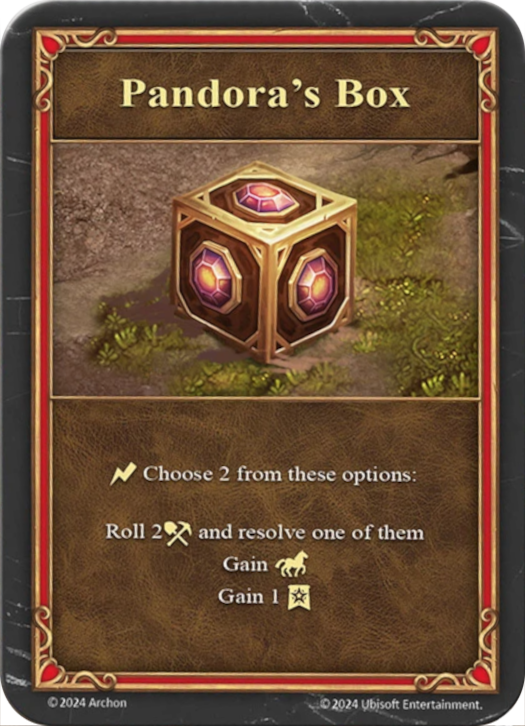 Pandora's Box
Choose 2 from these options:
Roll 2 and resolve one of them
Gain
Gain 1
©2024 Archon
©2024 Ubisoft Entertainment.